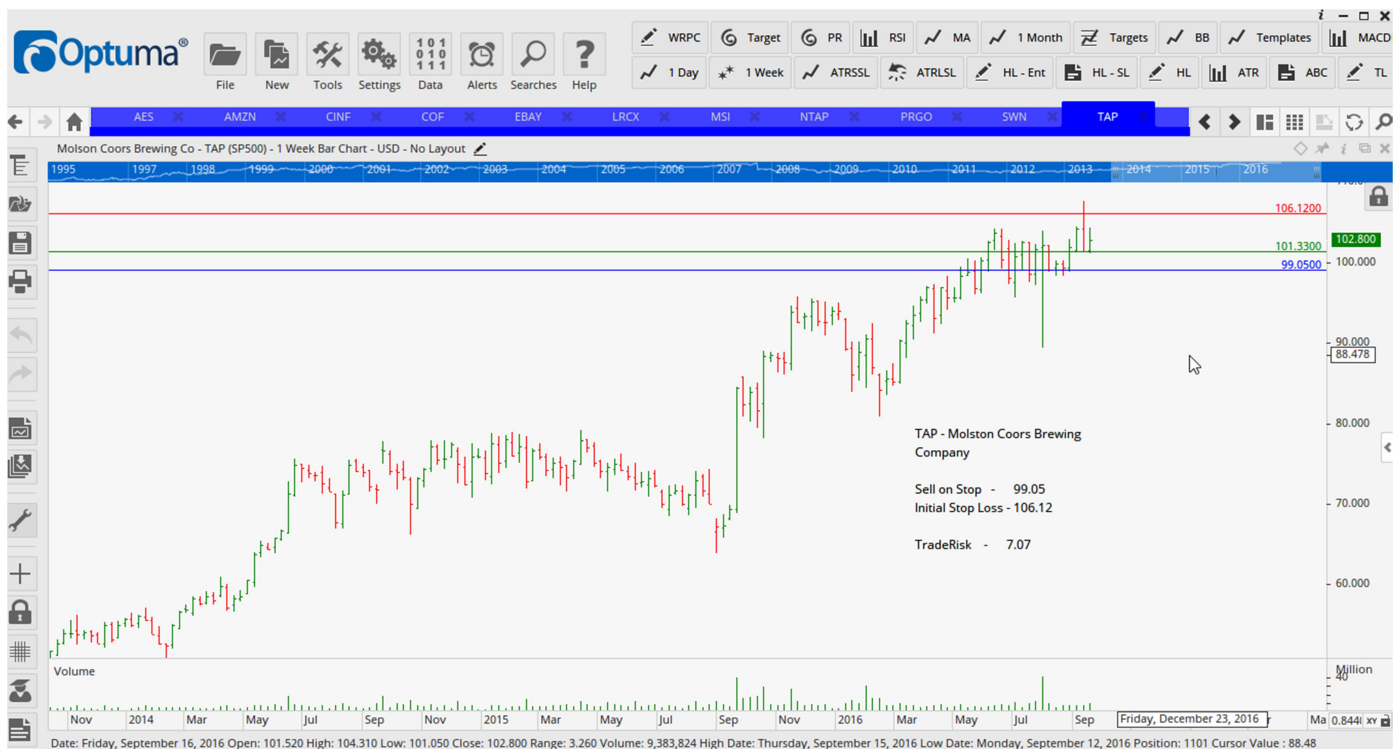 i
Optuma®
File New Tools Settings Data Alerts Searches Help
WRPC Target PR RSI MA 1 Month Targets BB Templates MACD
1 Day 1 Week ATRSSL ATRLSL HL - Ent HL - SL HL ATR ABC TL
AES AMZN CINF COF EBAY LRCX MSI NTAP PRGO SWN TAP
Molson Coors Brewing Co - TAP (SP500) - 1 Week Bar Chart - USD - No Layout
1995 1997 1998 1999 2000 2001 2002 2003 2004 2005 2006 2007 2008 2009 2010 2011 2012 2013 2014 2015 2016
106.1200
102.800
101.3300
100.000
99.0500
90.000
88.478
TAP - Molston Coors Brewing
Company
80.000
Sell on Stop - 99.05
Initial Stop Loss - 106.12
70.000
TradeRisk - 7.07
60.000
Volume
Million
40
Nov 2014 Mar May Jul Sep Nov 2015 Mar May Jul Sep Nov 2016 Mar May Jul Sep Friday, December 23, 2016 Ma XY
Date: Friday, September 16, 2016 Open: 101.520 High: 104.310 Low: 101.050 Close: 102.800 Range: 3.260 Volume: 9,383,824 High Date: Thursday, September 15, 2016 Low Date: Monday, September 12, 2016 Position: 1101 Cursor Value : 88.48